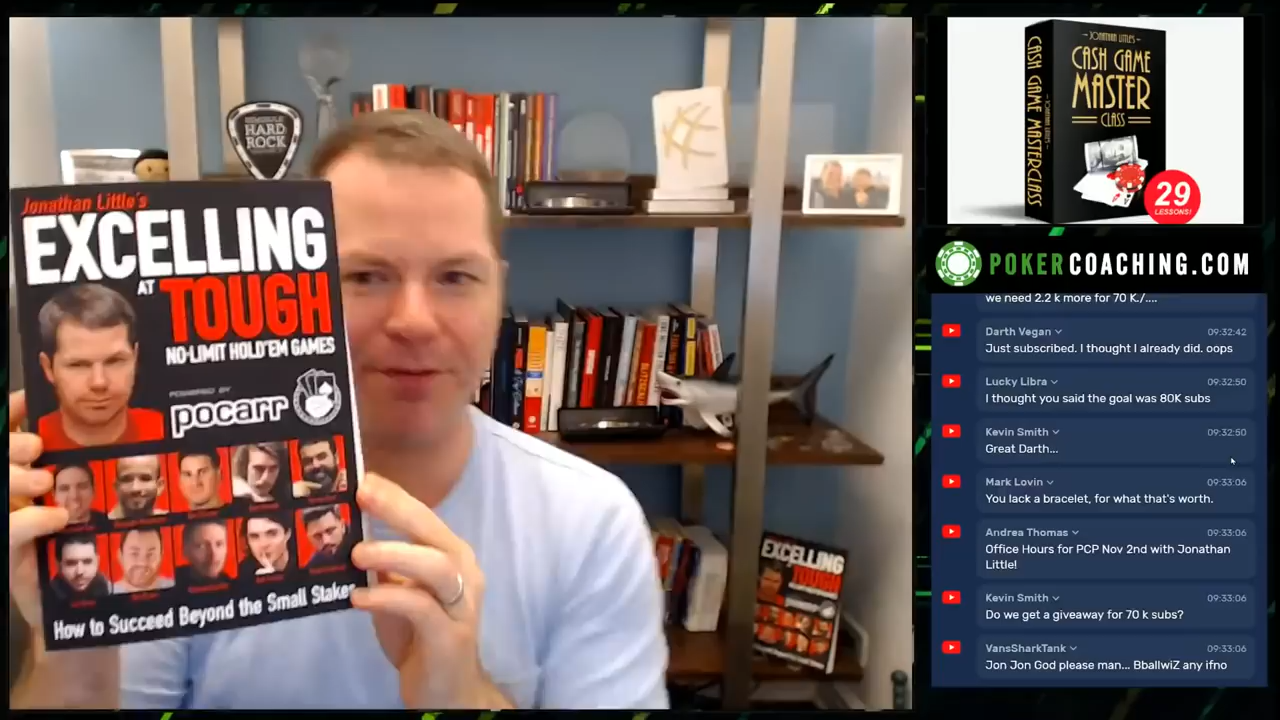 SEMINOLE
HARD
ROCK
Jonathan Little's
EXCELLING
AT TOUGH
NO-LIMIT HOLD'EM GAMES
POWERED BY
pocarr
How to Succeed Beyond the Small Stakes
EXCELLING
TOUGH
JONATHAN LITTLE'S
CASH GAME
MASTER
CLASS
CASH GAME MASTERCLASS
29
LESSONS!
POKERCOACHING.COM
we need 2.2 k more for 70 K./....
Darth Vegan 09:32:42
Just subscribed. I thought I already did. oops
Lucky Libra 09:32:50
I thought you said the goal was 80K subs
Kevin Smith 09:32:50
Great Darth...
Mark Lovin 09:33:06
You lack a bracelet, for what that's worth.
Andrea Thomas 09:33:06
Office Hours for PCP Nov 2nd with Jonathan
Little!
Kevin Smith 09:33:06
Do we get a giveaway for 70 k subs?
VansSharkTank 09:33:06
Jon Jon God please man... BballwiZ any ifno